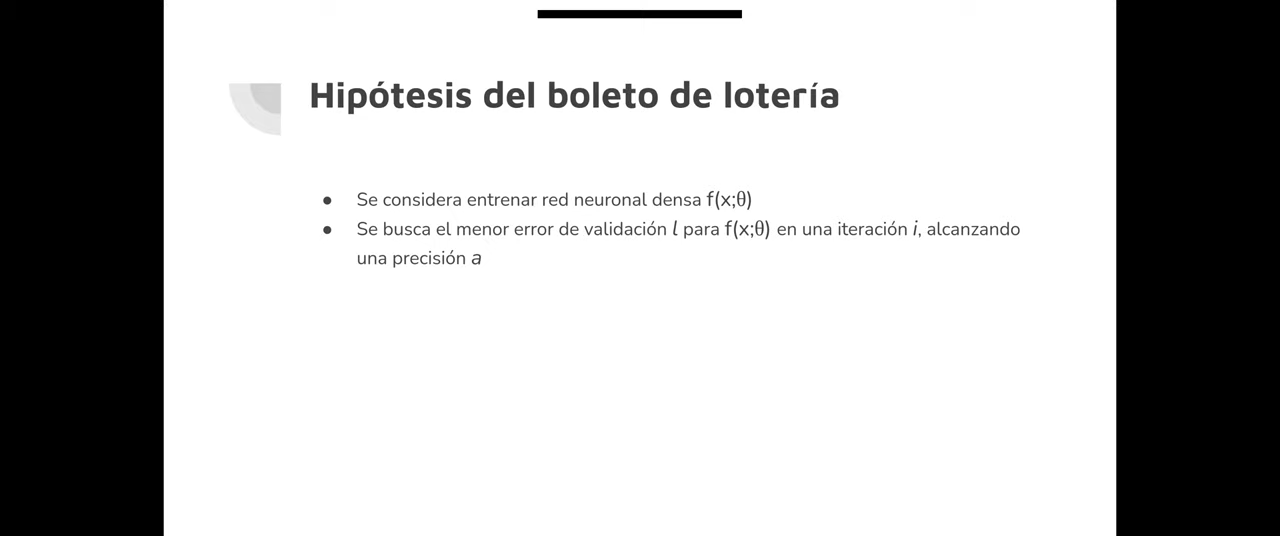 Hipótesis del boleto de lotería
● Se considera entrenar red neuronal densa f(x;θ)
● Se busca el menor error de validación l para f(x;θ) en una iteración i, alcanzando
una precisión a